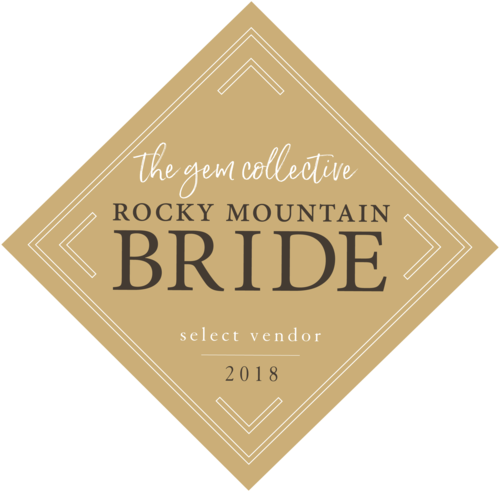 the gem collective
ROCKY MOUNTAIN
BRIDE
select vendor
2018